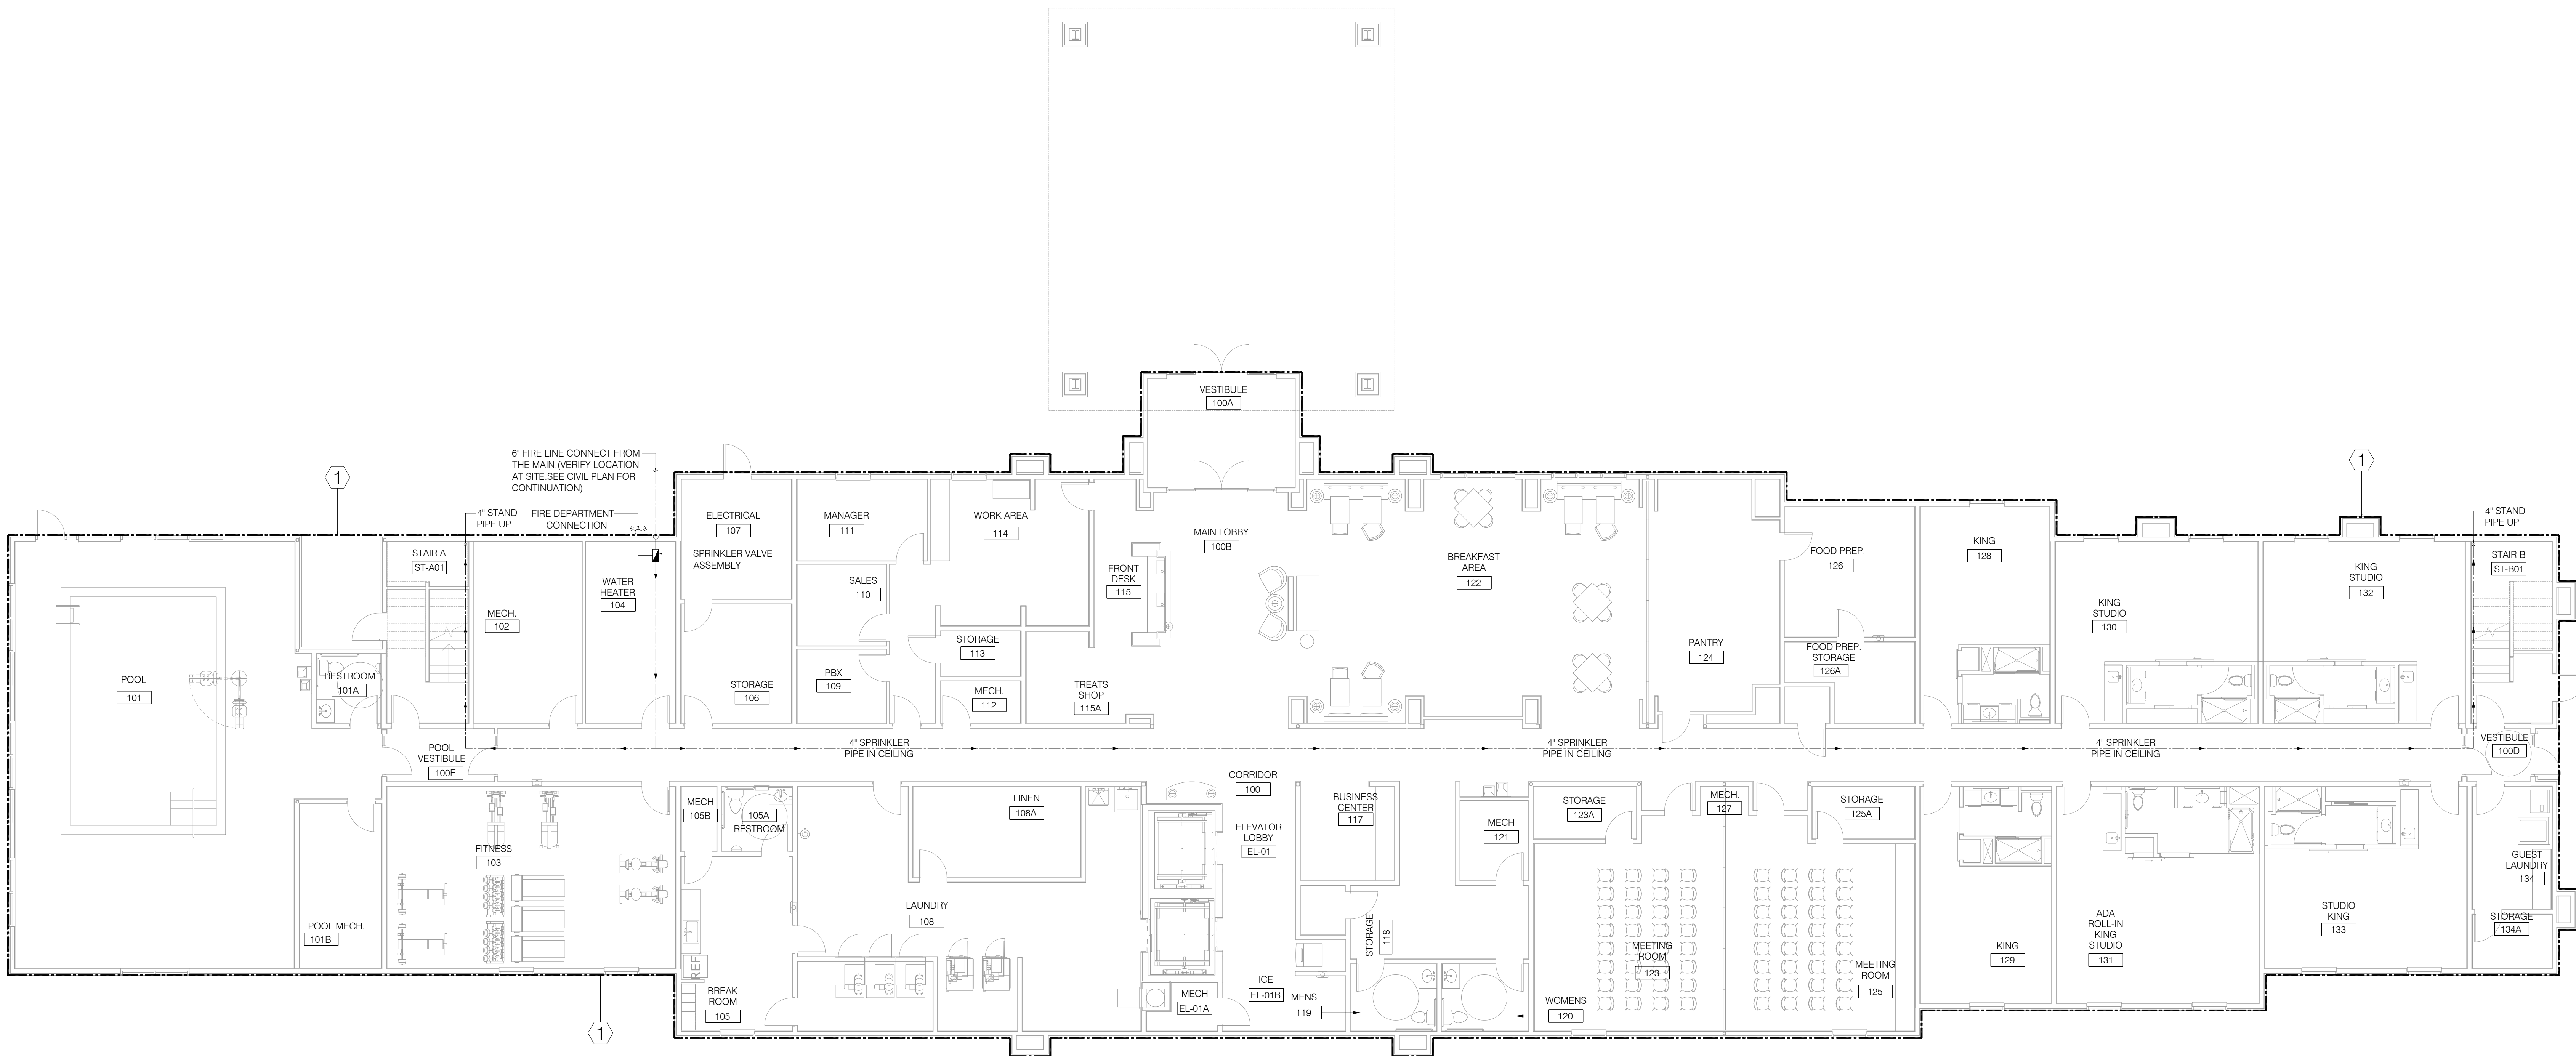 VESTIBULE
100A
6" FIRE LINE CONNECT FROM
THE MAIN.(VERIFY LOCATION
AT SITE.SEE CIVIL PLAN FOR
CONTINUATION)
1
1
4" STAND
PIPE UP
FIRE DEPARTMENT
CONNECTION
SPRINKLER VALVE
ASSEMBLY
4" STAND
PIPE UP
STAIR A
ST-A01
ELECTRICAL
107
MANAGER
111
WORK AREA
114
MAIN LOBBY
100B
BREAKFAST
AREA
122
FOOD PREP.
126
KING
128
KING
STUDIO
130
KING
STUDIO
132
STAIR B
ST-B01
POOL
101
RESTROOM
101A
MECH.
102
WATER
HEATER
104
STORAGE
106
SALES
110
PBX
109
STORAGE
113
MECH.
112
FRONT
DESK
115
TREATS
SHOP
115A
PANTRY
124
FOOD PREP.
STORAGE
126A
POOL
VESTIBULE
100E
4" SPRINKLER
PIPE IN CEILING
4" SPRINKLER
PIPE IN CEILING
4" SPRINKLER
PIPE IN CEILING
VESTIBULE
100D
CORRIDOR
100
MECH
105B
105A
RESTROOM
LINEN
108A
ELEVATOR
LOBBY
EL-01
BUSINESS
CENTER
117
MECH
121
STORAGE
123A
MECH.
127
STORAGE
125A
FITNESS
103
POOL MECH.
101B
LAUNDRY
108
REF
BREAK
ROOM
105
MECH
EL-01A
ICE
EL-01B
STORAGE
118
MENS
119
WOMENS
120
MEETING
ROOM
123
MEETING
ROOM
125
KING
129
ADA
ROLL-IN
KING
STUDIO
131
STUDIO
KING
133
GUEST
LAUNDRY
134
STORAGE
134A
1